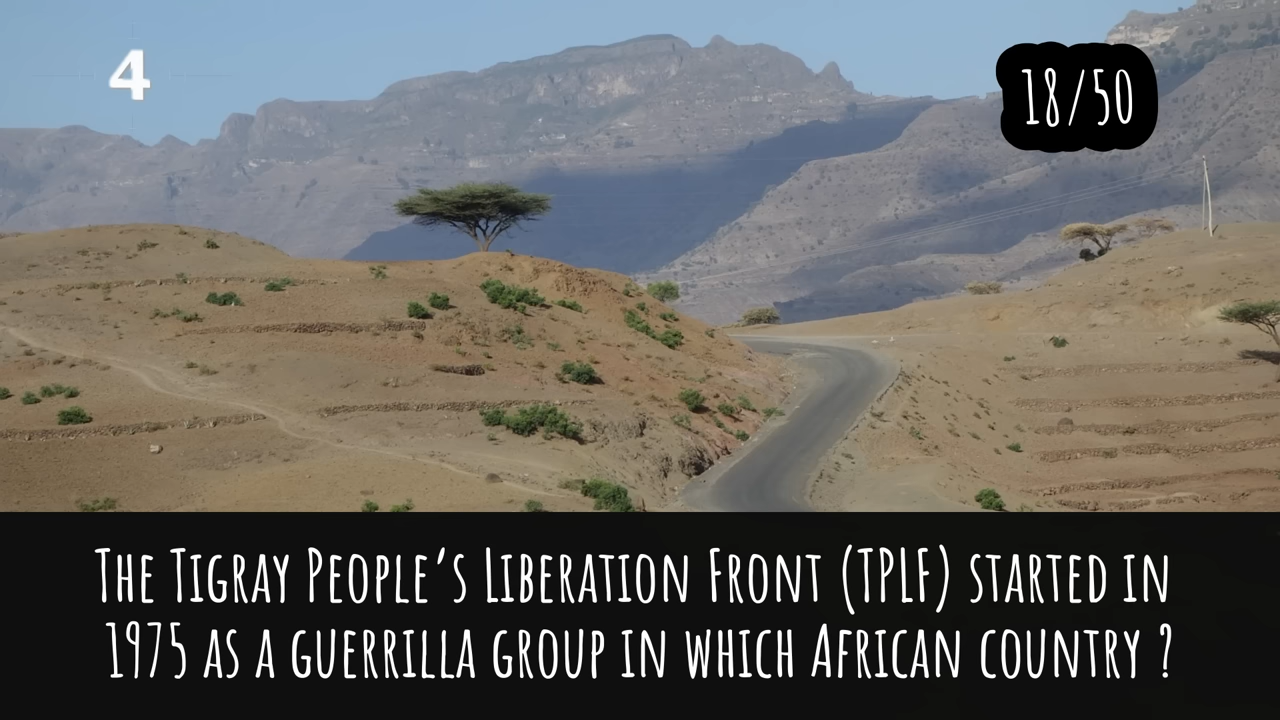 4
18/50
The Tigray People's Liberation Front (TPLF) started in
1975 as a guerrilla group in which African country ?